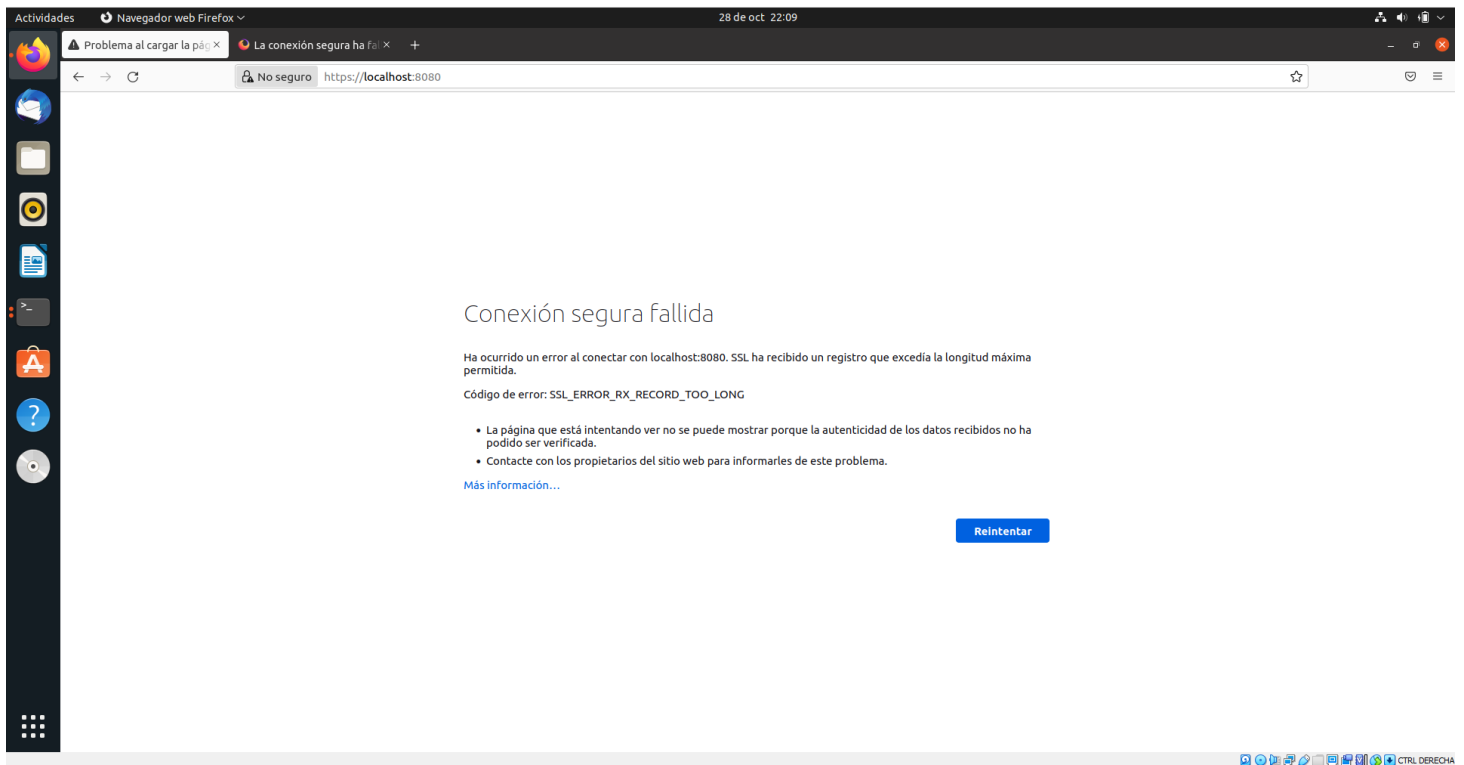 Actividades Navegador web Firefox 28 de oct 22:09
Problema al cargar la pág La conexión segura ha fal
No seguro https://localhost:8080
Conexión segura fallida
Ha ocurrido un error al conectar con localhost:8080. SSL ha recibido un registro que excedía la longitud máxima
permitida.
Código de error: SSL_ERROR_RX_RECORD_TOO_LONG
• La página que está intentando ver no se puede mostrar porque la autenticidad de los datos recibidos no ha
podido ser verificada.
• Contacte con los propietarios del sitio web para informarles de este problema.
Más información…
Reintentar
CTRL DERECHA